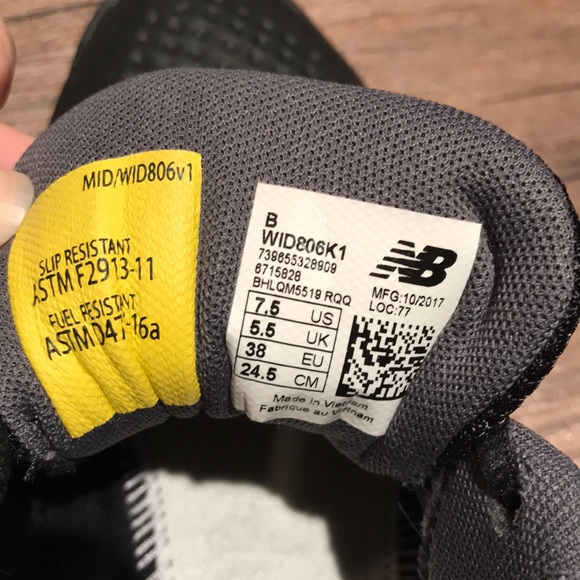 MID/WID806v1
SLIP RESISTANT
ASTM F2913-11
FUEL RESISTANT
ASTM D471-16a
B
WID806K1
739655328909
6715828
BHLQM5519 RQQ
7.5 US
5.5 UK
38 EU
24.5 CM
Made in Vietnam
Fabrique au Vietnam
NB
MFG:10/2017
LOC:77